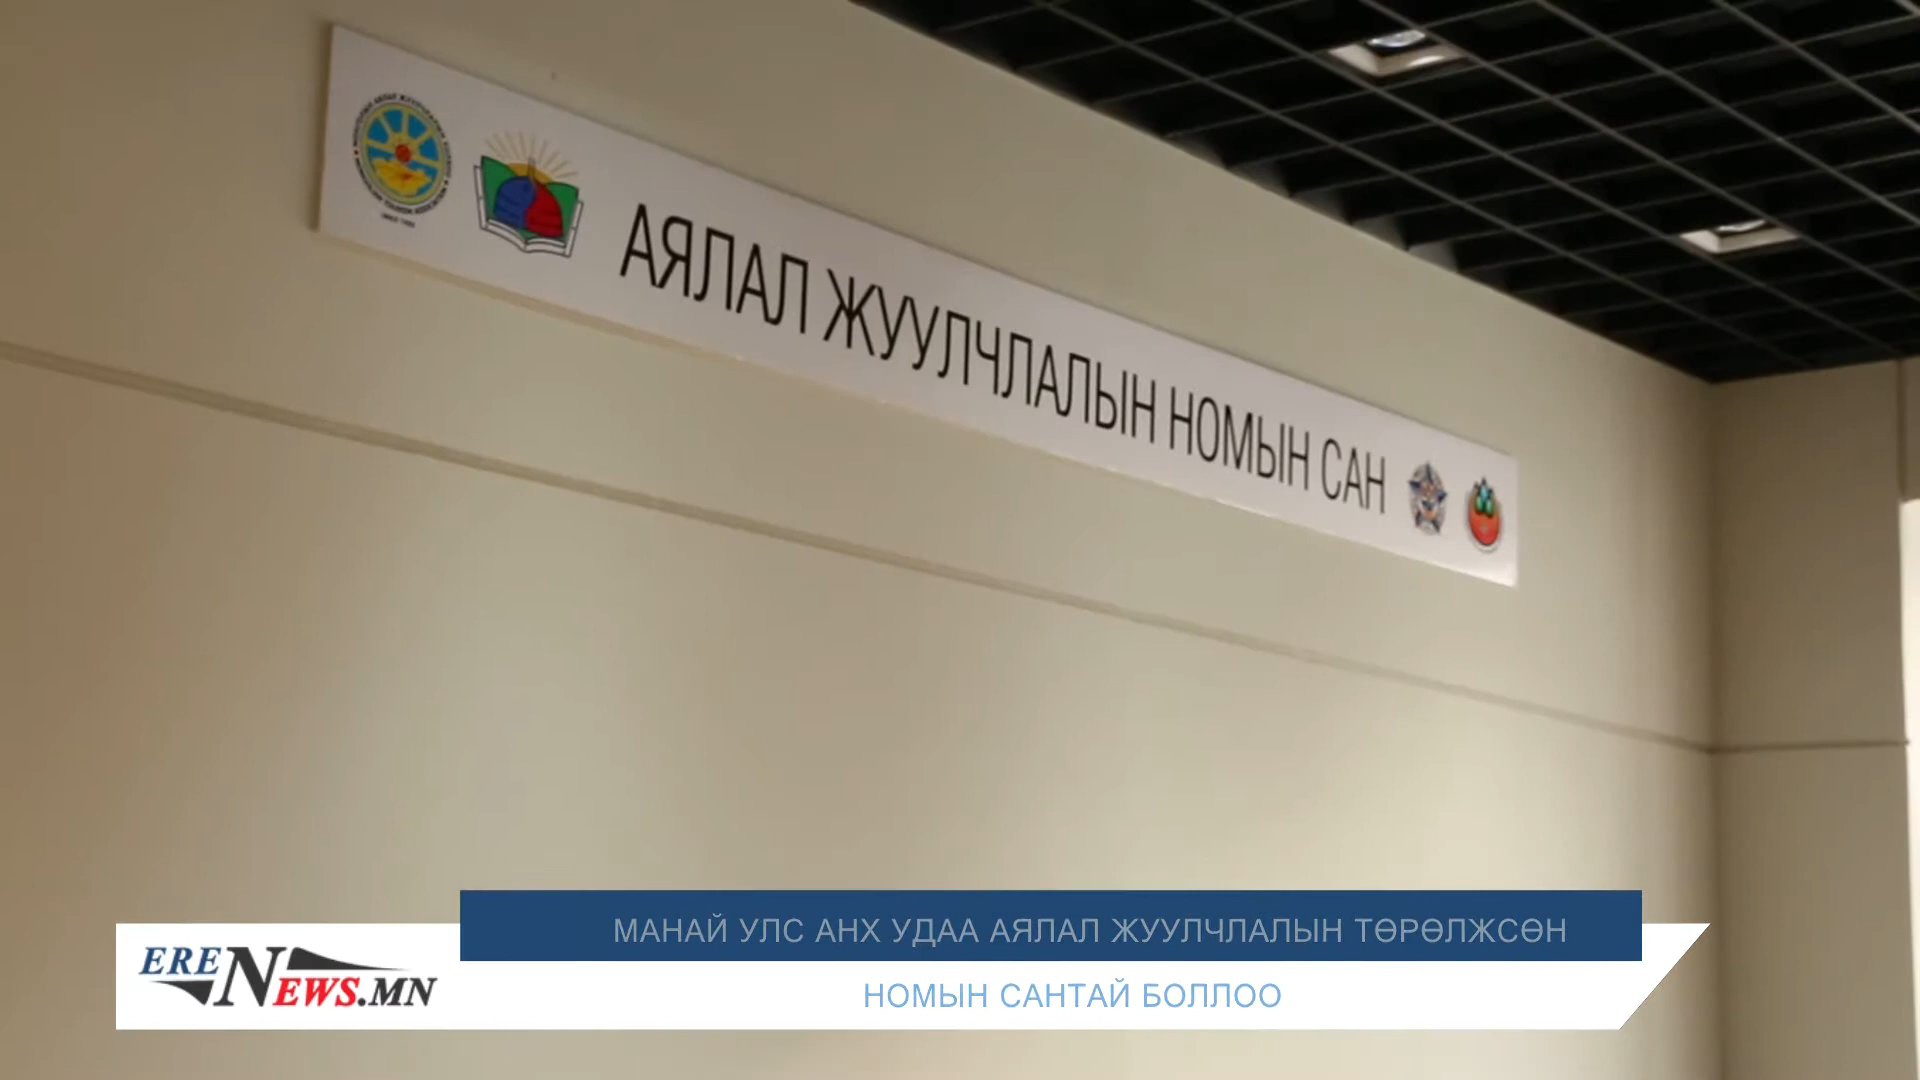 АЯЛАЛ ЖУУЛЧЛАЛЫН НОМЫН САН
МАНАЙ УЛС АНХ УДАА АЯЛАЛ ЖУУЛЧЛАЛЫН ТӨРӨЛЖСӨН
ERENEWS.MN
НОМЫН САНТАЙ БОЛЛОО